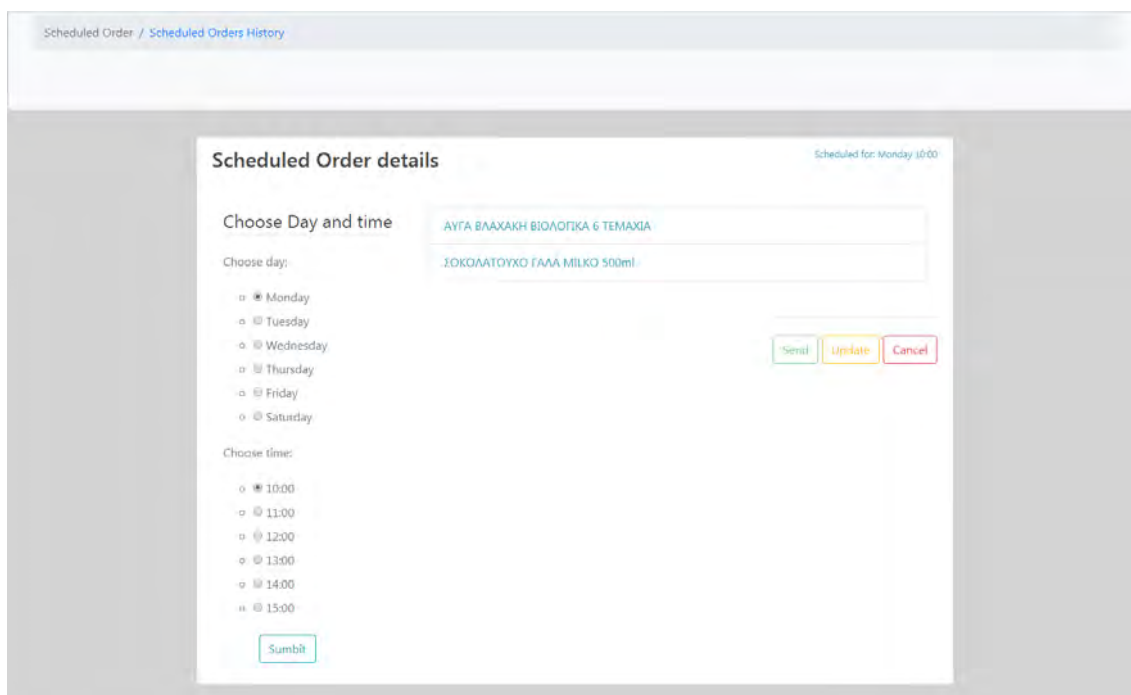 Scheduled Order / Scheduled Orders History
Scheduled Order details
Scheduled for: Monday 10:00
Choose Day and time
ΑΥΓΑ ΒΛΑΧΑΚΗ ΒΙΟΛΟΓΙΚΑ 6 ΤΕΜΑΧΙΑ
Choose day:
ΣΟΚΟΛΑΤΟΥΧΟ ΓΑΛΑ MILKO 500ml
Monday
Tuesday
Wednesday
Send Update Cancel
Thursday
Friday
Saturday
Choose time:
10:00
11:00
12:00
13:00
14:00
15:00
Sumbit